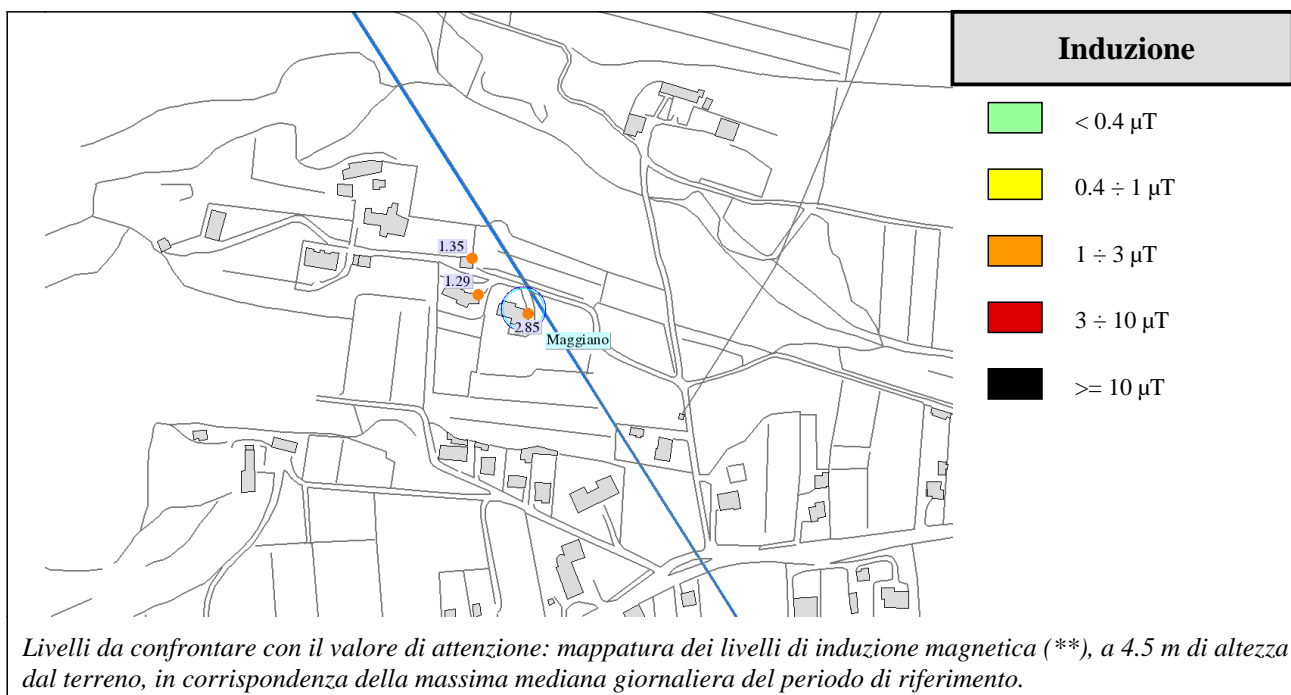 Induzione
< 0.4 µT
0.4 ÷ 1 µT
1 ÷ 3 µT
3 ÷ 10 µT
>= 10 µT
1.35
1.29
2.85
Maggiano
Livelli da confrontare con il valore di attenzione: mappatura dei livelli di induzione magnetica (**), a 4.5 m di altezza
dal terreno, in corrispondenza della massima mediana giornaliera del periodo di riferimento.